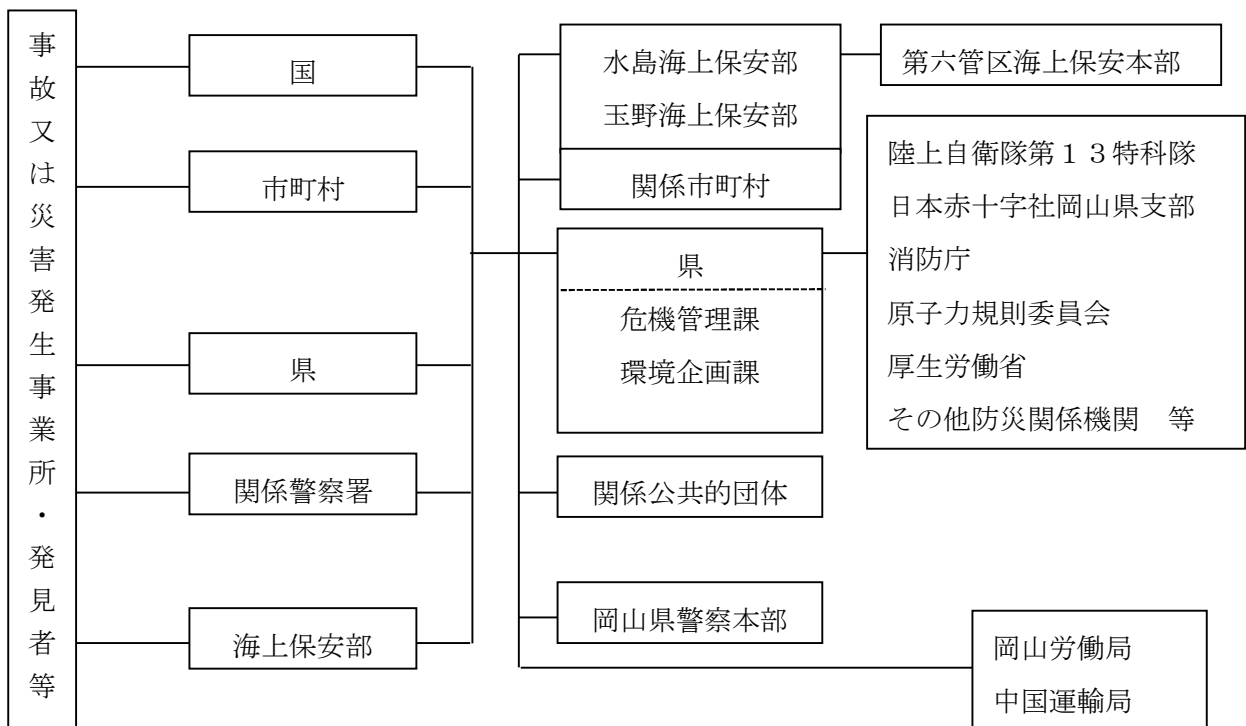 事故又は災害発生事業所・発見者等
国
市町村
県
関係警察署
海上保安部
水島海上保安部
玉野海上保安部
関係市町村
県
危機管理課
環境企画課
関係公共的団体
岡山県警察本部
第六管区海上保安本部
陸上自衛隊第１３特科隊
日本赤十字社岡山県支部
消防庁
原子力規則委員会
厚生労働省
その他防災関係機関　等
岡山労働局
中国運輸局